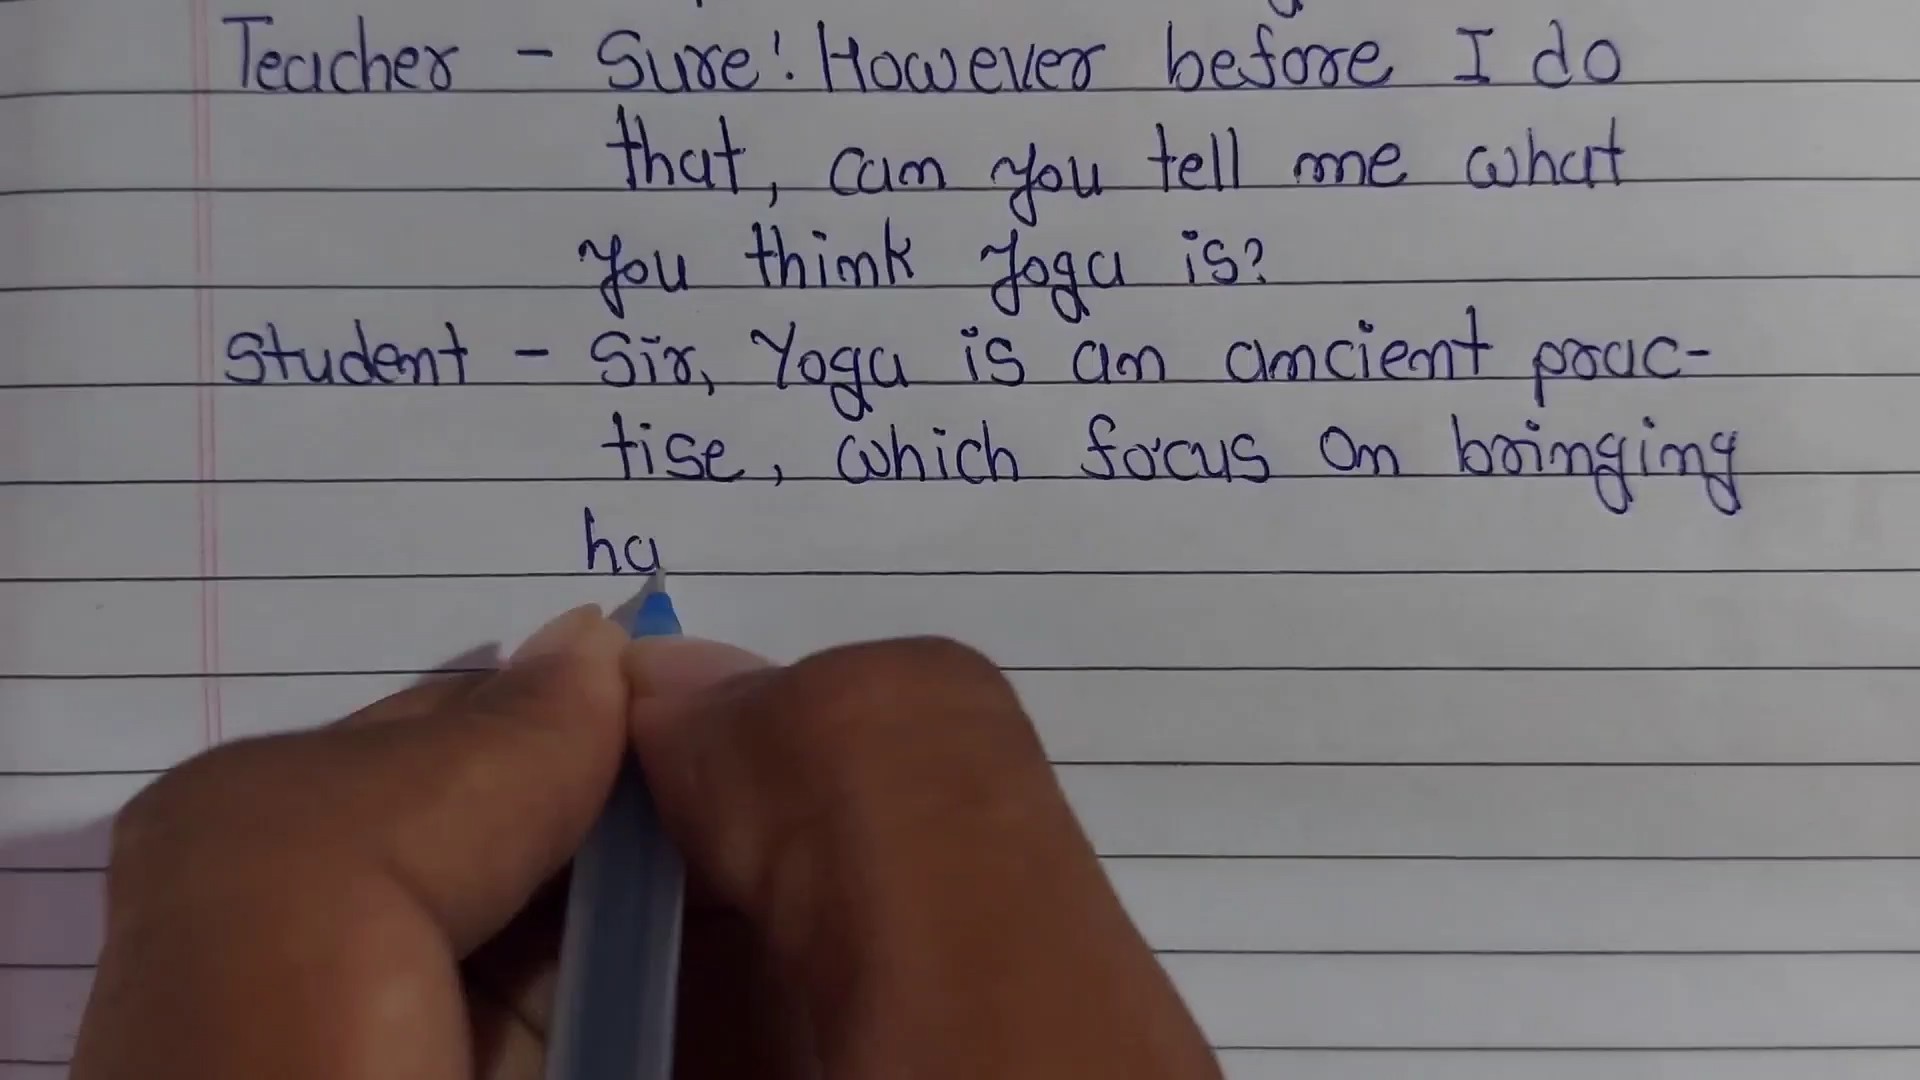 Teacher - Sure! However before I do
that, can you tell me what
you think Yoga is?
Student - Sir, Yoga is an ancient prac-
tise, which focus on bringing
ha